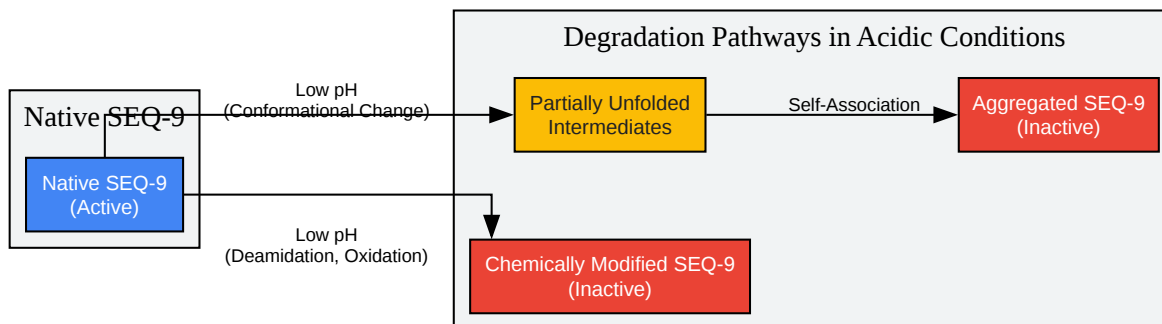 Degradation Pathways in Acidic Conditions
Native SEQ-9
Native SEQ-9
(Active)
Low pH
(Conformational Change)
Partially Unfolded
Intermediates
Self-Association
Aggregated SEQ-9
(Inactive)
Low pH
(Deamidation, Oxidation)
Chemically Modified SEQ-9
(Inactive)